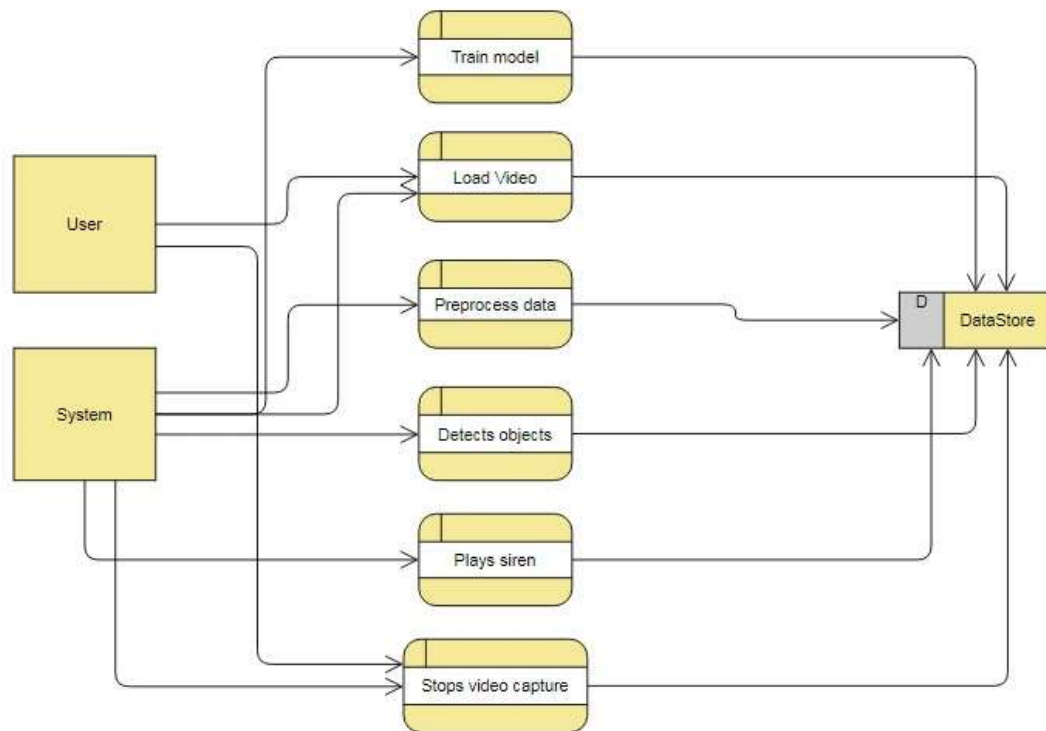 Train model
Load Video
User
Preprocess data
D
DataStore
System
Detects objects
Plays siren
Stops video capture